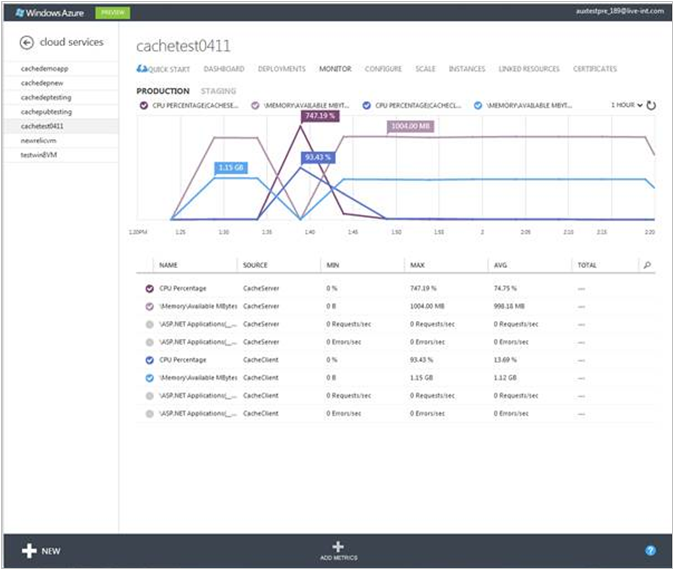 Windows Azure PREVIEW auxtestpre_189@live-int.com
cloud services
cachedemoapp
cachedepnew
cachedeptesting
cachepubtesting
cachetest0411
newrelicvm
testwin8VM
cachetest0411
QUICK START DASHBOARD DEPLOYMENTS MONITOR CONFIGURE SCALE INSTANCES LINKED RESOURCES CERTIFICATES
PRODUCTION STAGING
CPU PERCENTAGE(CACHESE... \MEMORY\AVAILABLE MBYT... CPU PERCENTAGE(CACHECL... \MEMORY\AVAILABLE MBYT... 1 HOUR
747.19 %
1004.00 MB
93.43 %
1.15 GB
1:20PM 1:25 1:30 1:35 1:40 1:45 1:50 1:55 2 2:05 2:10 2:15 2:20
NAME SOURCE MIN MAX AVG TOTAL
CPU Percentage CacheServer 0 % 747.19 % 74.75 % ---
\Memory\Available MBytes CacheServer 0 B 1004.00 MB 998.18 MB ---
\ASP.NET Applications(__... CacheServer 0 Requests/sec 0 Requests/sec 0 Requests/sec ---
\ASP.NET Applications(__... CacheServer 0 Errors/sec 0 Errors/sec 0 Errors/sec ---
CPU Percentage CacheClient 0 % 93.43 % 13.69 % ---
\Memory\Available MBytes CacheClient 0 B 1.15 GB 1.12 GB ---
\ASP.NET Applications(__... CacheClient 0 Requests/sec 0 Requests/sec 0 Requests/sec ---
\ASP.NET Applications(__... CacheClient 0 Errors/sec 0 Errors/sec 0 Errors/sec ---
NEW
ADD METRICS
?